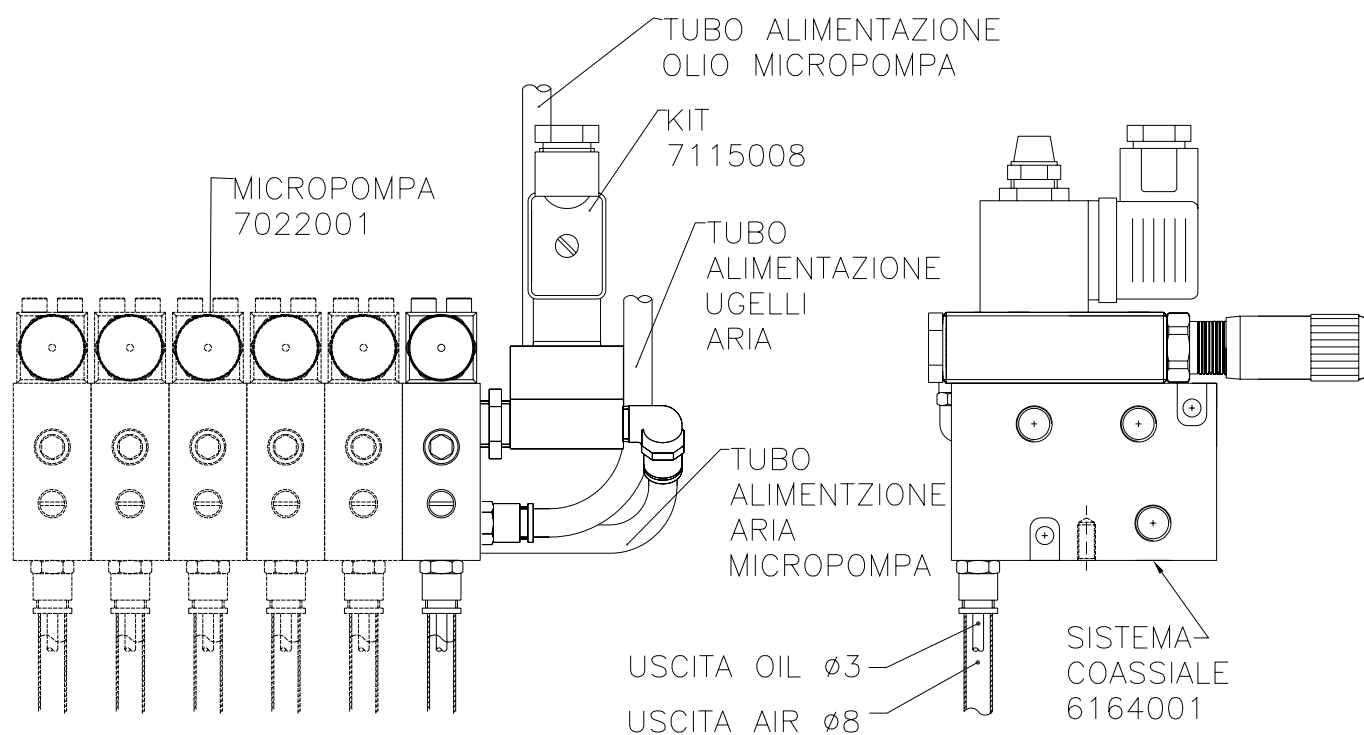 TUBO ALIMENTAZIONE
OLIO MICROPOMPA
KIT
7115008
MICROPOMPA
7022001
TUBO
ALIMENTAZIONE
UGELLI
ARIA
TUBO
ALIMENTZIONE
ARIA
MICROPOMPA
USCITA OIL ø3
USCITA AIR ø8
SISTEMA
COASSIALE
6164001